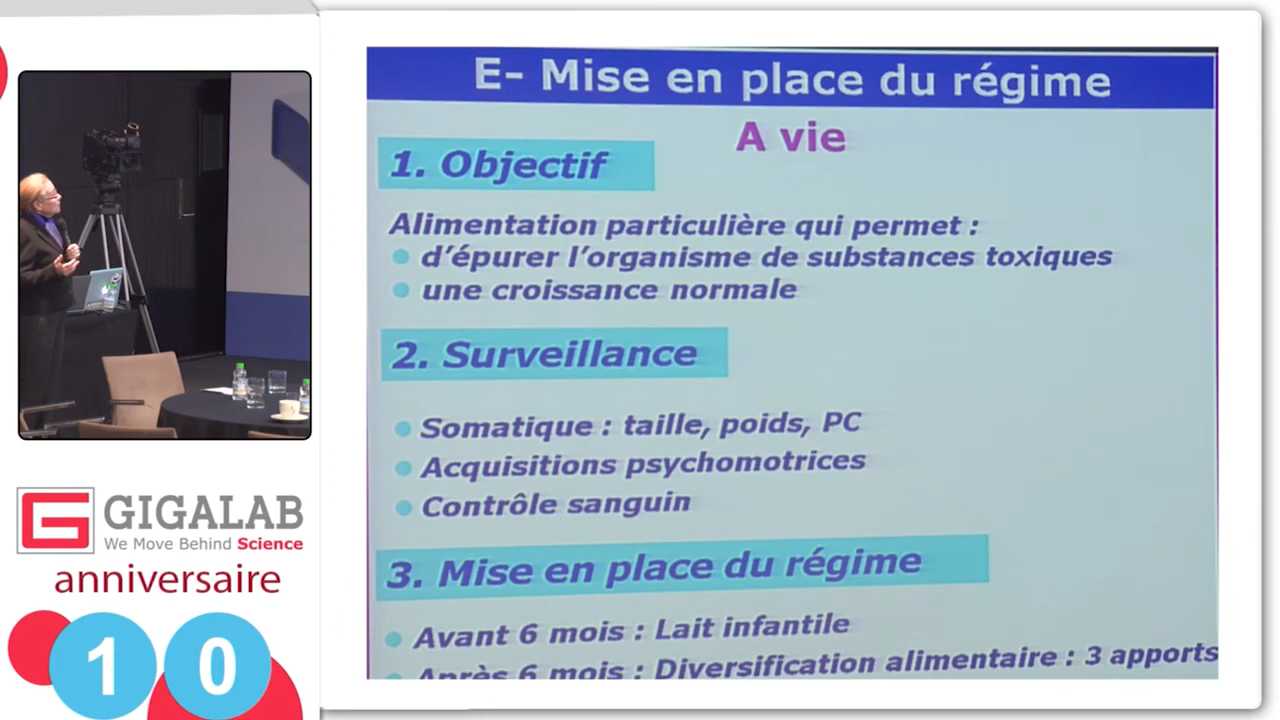 E- Mise en place du régime
A vie
1. Objectif
Alimentation particulière qui permet :
d'épurer l'organisme de substances toxiques
une croissance normale
2. Surveillance
Somatique : taille, poids, PC
Acquisitions psychomotrices
Contrôle sanguin
3. Mise en place du régime
Avant 6 mois : Lait infantile
Après 6 mois : Diversification alimentaire : 3 apports
GIGALAB
We Move Behind Science
anniversaire
10